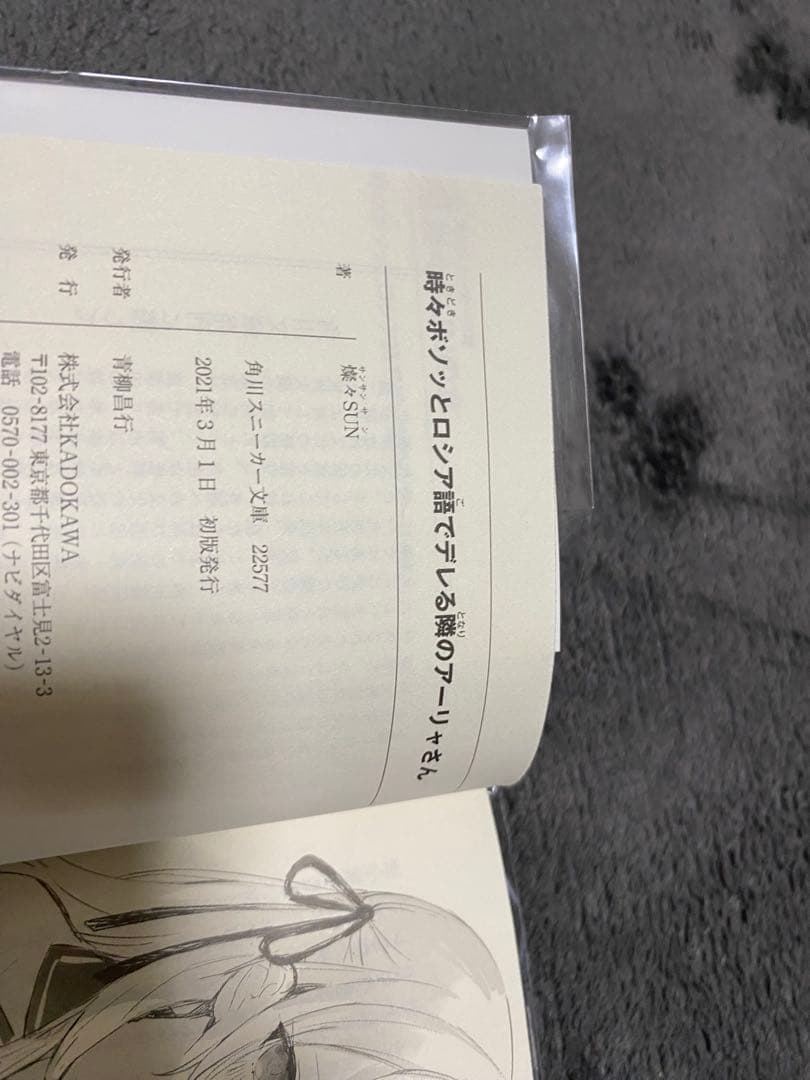 時々ボソッとロシア語でデレる隣のアーリャさん
著 燦々SUN
角川スニーカー文庫 22577
2021年3月1日 初版発行
発行者 青柳昌行
発行 株式会社KADOKAWA
〒102-8177 東京都千代田区富士見2-13-3
電話 0570-002-301(ナビダイヤル)